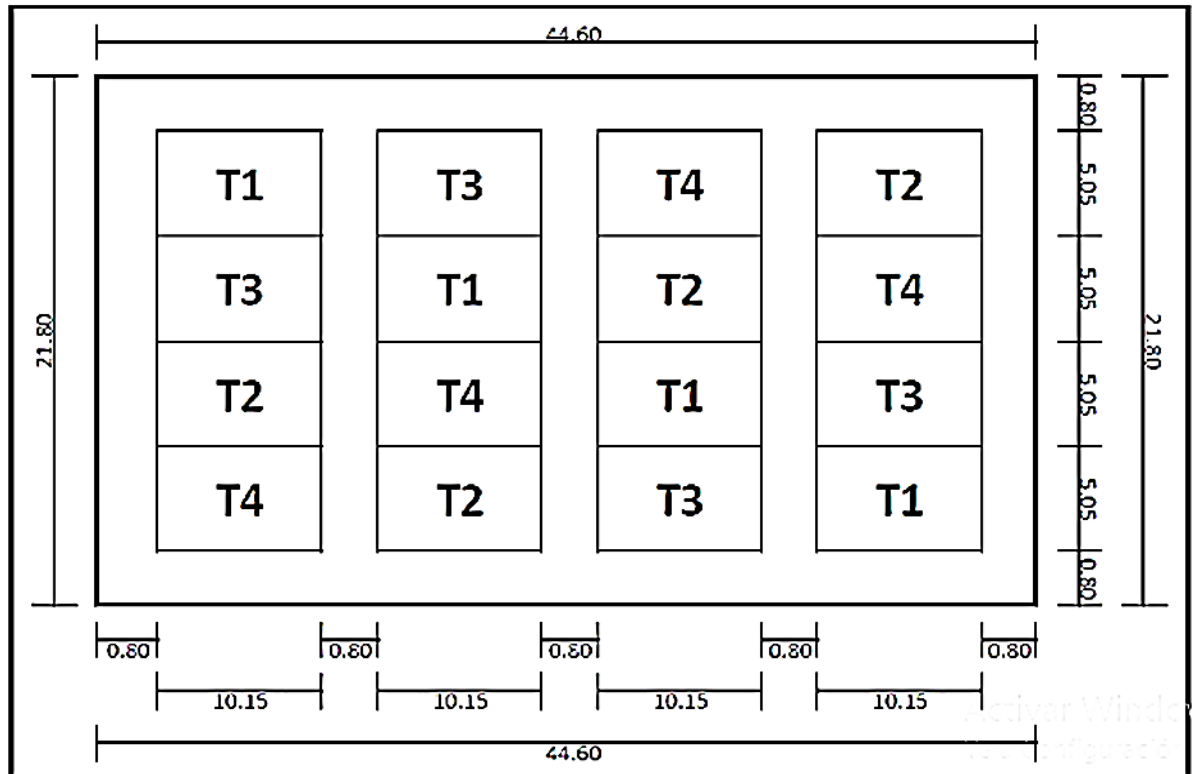 44.60
0.80
T1 T3 T4 T2
5.05
T3 T1 T2 T4
5.05
21.80
21.80
T2 T4 T1 T3
5.05
T4 T2 T3 T1
5.05
0.80
0.80 0.80 0.80 0.80 0.80
10.15 10.15 10.15 10.15
Activar Windo
44.60